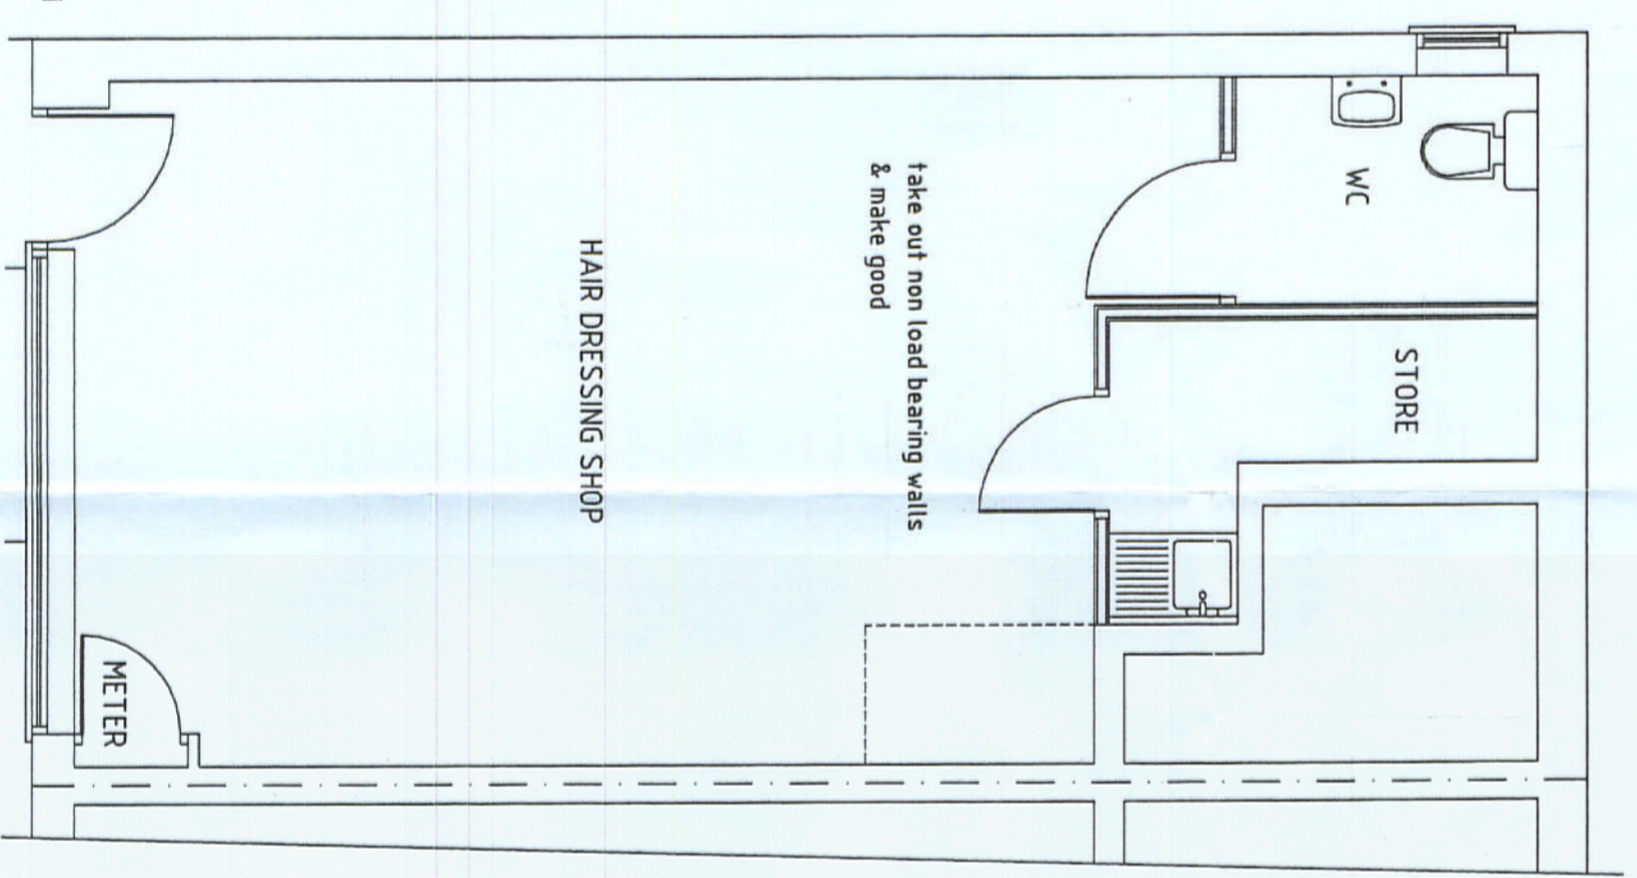 WC
STORE
take out non load bearing walls
& make good
HAIR DRESSING SHOP
METER